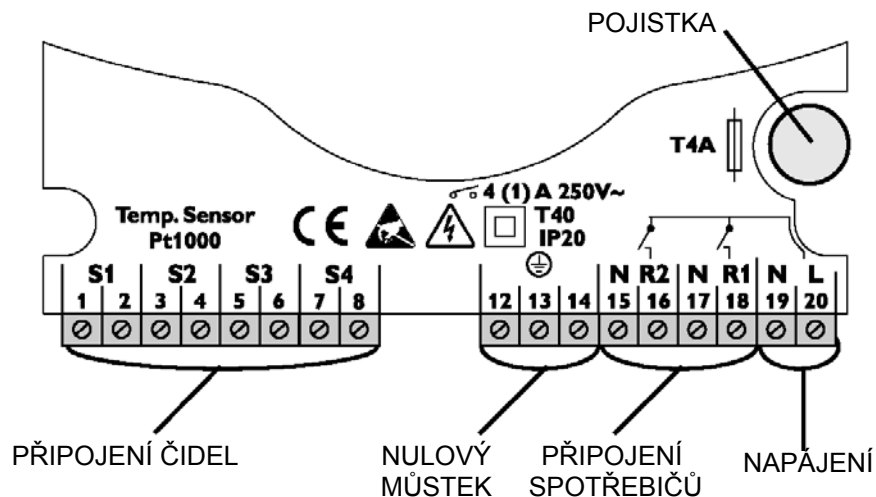 POJISTKA
T4A
4 (1) A 250V~
Temp. Sensor
Pt1000
CE
T40
IP20
S1 S2 S3 S4
N R2 N R1 N L
1 2 3 4 5 6 7 8 12 13 14 15 16 17 18 19 20
PŘIPOJENÍ ČIDEL
NULOVÝ
MŮSTEK
PŘIPOJENÍ
SPOTŘEBIČŮ
NAPÁJENÍ